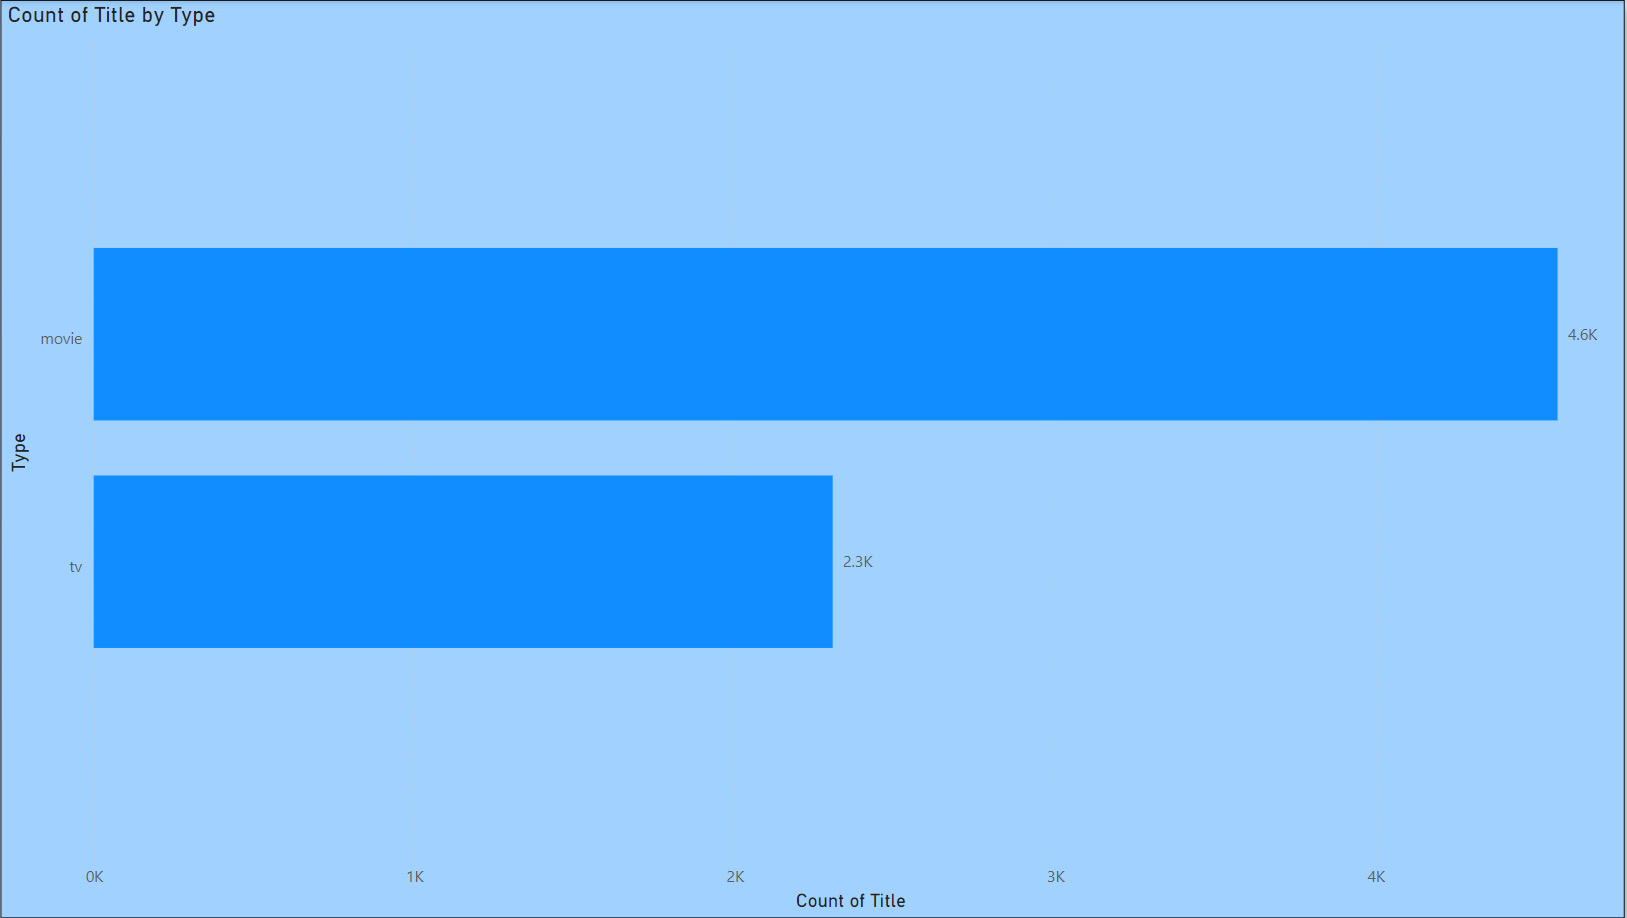 Count of Title by Type
movie
4.6K
Type
tv
2.3K
0K 1K 2K 3K 4K
Count of Title